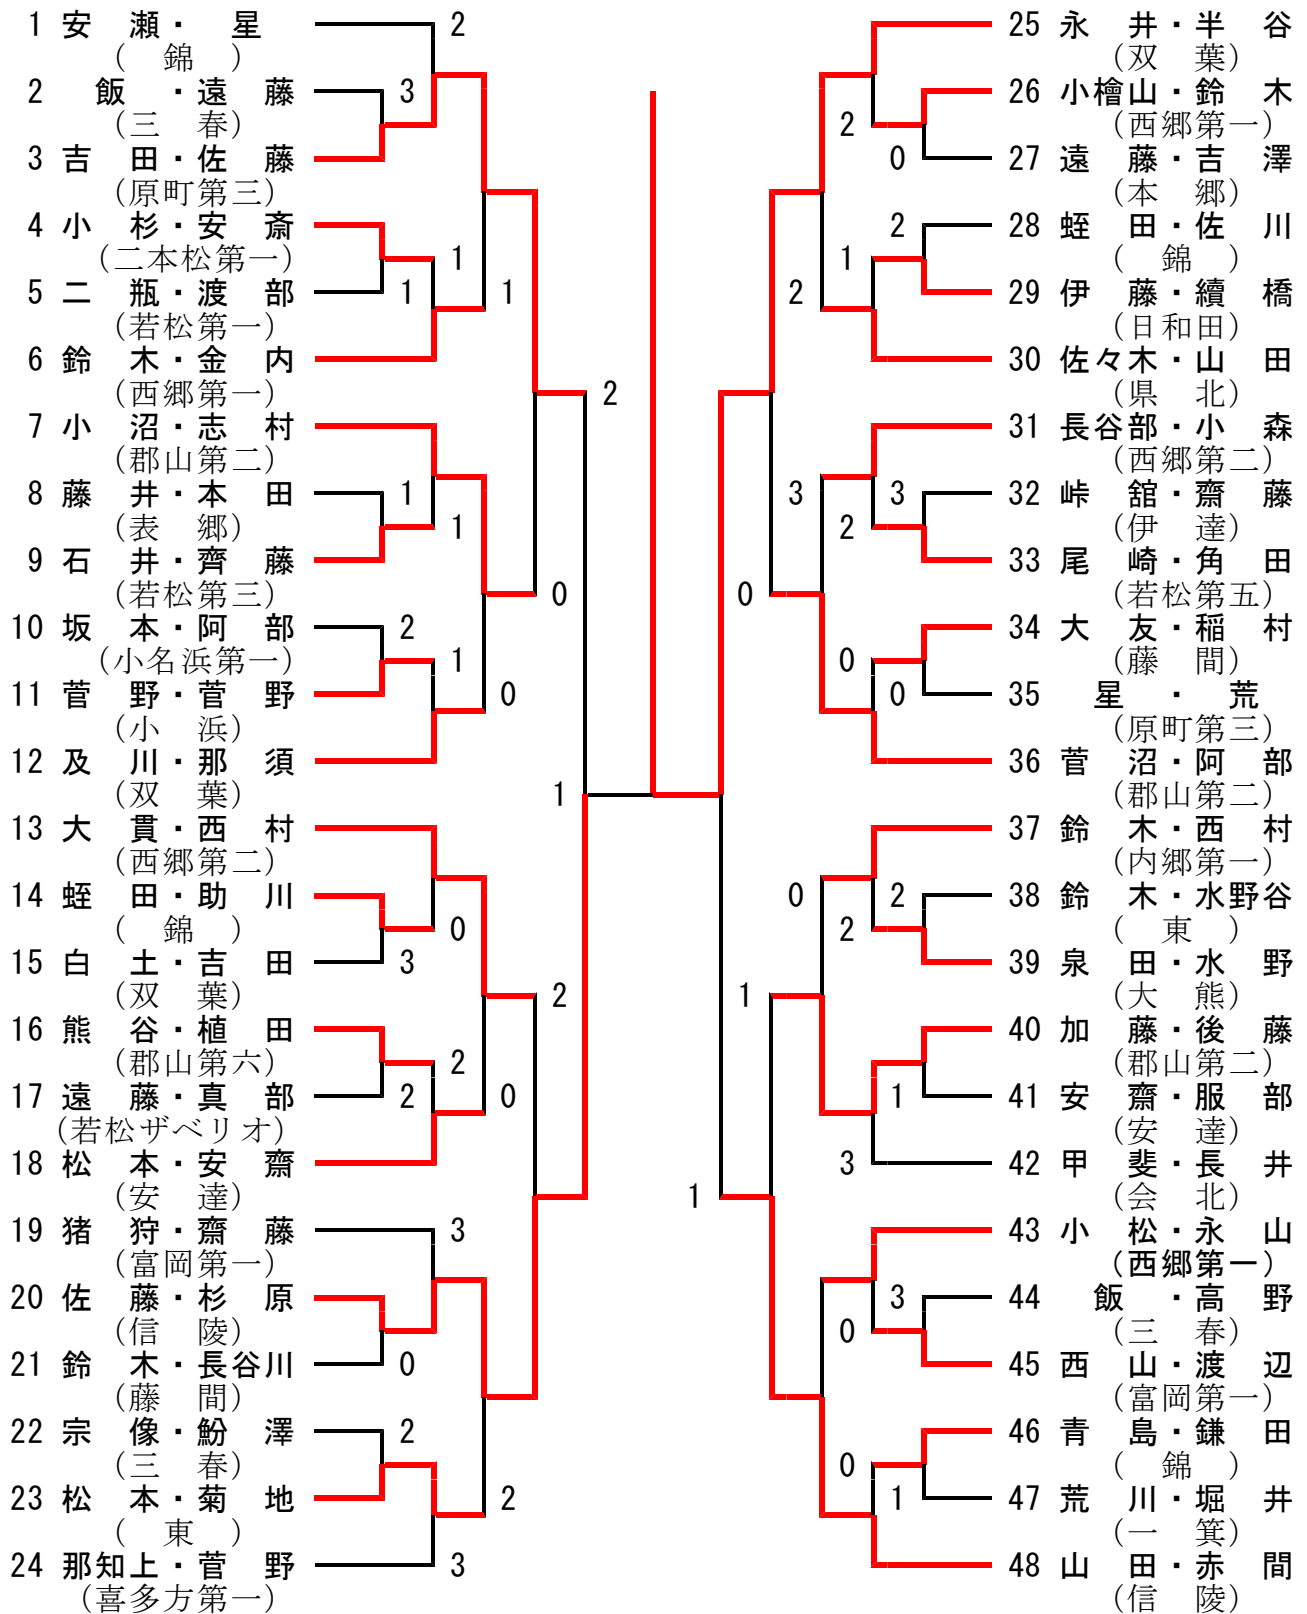 1 安 瀬・ 星
2
( 錦 )
2 飯 ・遠 藤
3
(三 春)
3 吉 田・佐 藤
(原町第三)
4 小 杉・安 斎
(二本松第一)
1
5 二 瓶・渡 部
1
1
(若松第一)
6 鈴 木・金 内
(西郷第一)
2
7 小 沼・志 村
(郡山第二)
8 藤 井・本 田
1
(表 郷)
1
9 石 井・齊 藤
(若松第三)
0
10 坂 本・阿 部
2
(小名浜第一)
1
11 菅 野・菅 野
0
(小 浜)
12 及 川・那 須
(双 葉)
1
13 大 貫・西 村
(西郷第二)
14 蛭 田・助 川
( 錦 )
0
15 白 土・吉 田
3
(双 葉)
2
16 熊 谷・植 田
(郡山第六)
2
17 遠 藤・真 部
2
0
(若松ザベリオ)
18 松 本・安 齋
(安 達)
19 猪 狩・齋 藤
3
(富岡第一)
20 佐 藤・杉 原
(信 陵)
21 鈴 木・長谷川
0
(藤 間)
22 宗 像・鈖 澤
2
(三 春)
23 松 本・菊 地
2
( 東 )
24 那知上・菅 野
3
(喜多方第一)
25 永 井・半 谷
(双 葉)
26 小檜山・鈴 木
2
(西郷第一)
0
27 遠 藤・吉 澤
(本 郷)
2
28 蛭 田・佐 川
1
( 錦 )
2
29 伊 藤・續 橋
(日和田)
30 佐々木・山 田
(県 北)
31 長谷部・小 森
(西郷第二)
3
3
32 峠 舘・齋 藤
2
(伊 達)
33 尾 崎・角 田
0
(若松第五)
34 大 友・稲 村
0
(藤 間)
0
35 星 ・ 荒
(原町第三)
36 菅 沼・阿 部
(郡山第二)
37 鈴 木・西 村
(内郷第一)
0
2
38 鈴 木・水野谷
2
( 東 )
39 泉 田・水 野
1
(大 熊)
40 加 藤・後 藤
(郡山第二)
1
41 安 齋・服 部
(安 達)
3
42 甲 斐・長 井
1
(会 北)
43 小 松・永 山
(西郷第一)
3
44 飯 ・高 野
0
(三 春)
45 西 山・渡 辺
(富岡第一)
46 青 島・鎌 田
0
( 錦 )
1
47 荒 川・堀 井
(一 箕)
48 山 田・赤 間
(信 陵)